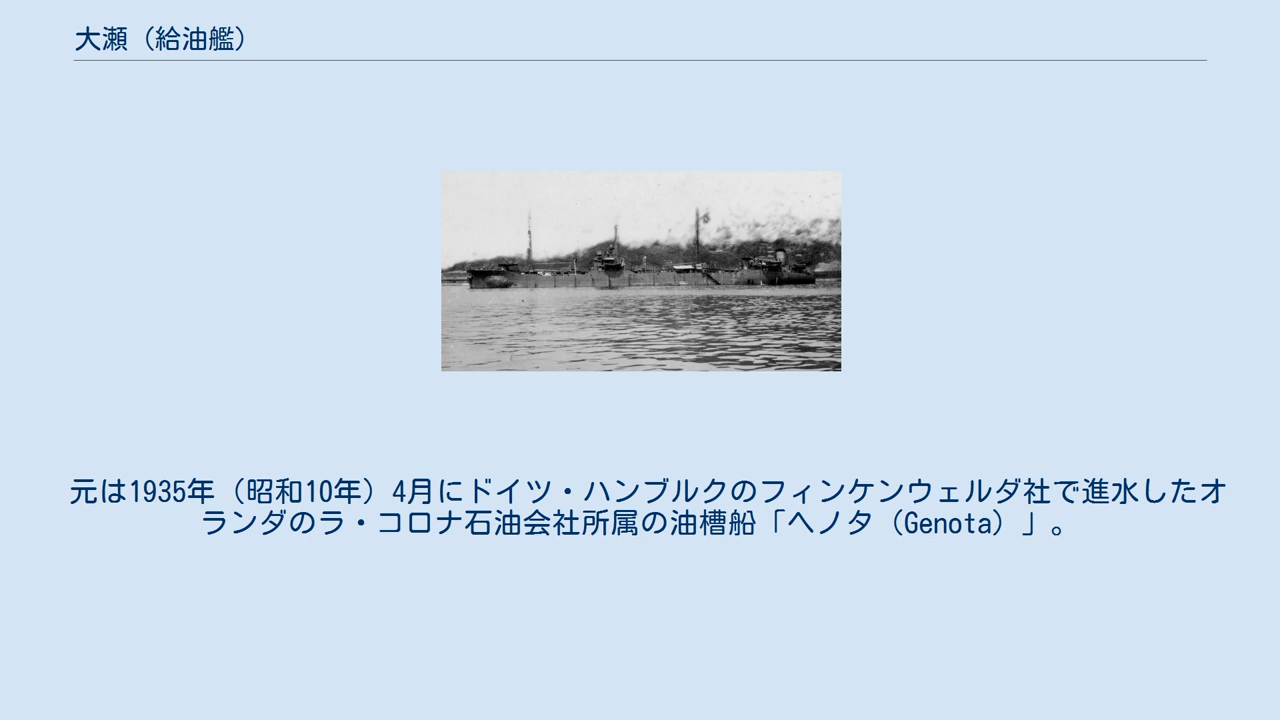 大瀬（給油艦）
元は1935年（昭和10年）4月にドイツ・ハンブルクのフィンケンウェルダ社で進水したオ
ランダのラ・コロナ石油会社所属の油槽船「ヘノタ（Genota）」。